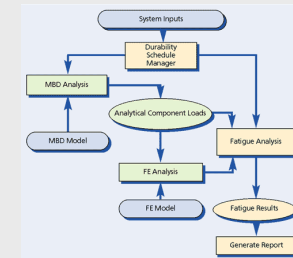 System Inputs
Durability
Schedule
Manager
MBD Analysis
Analytical Component Loads
MBD Model
Fatigue Analysis
FE Analysis
FE Model
Fatigue Results
Generate Report